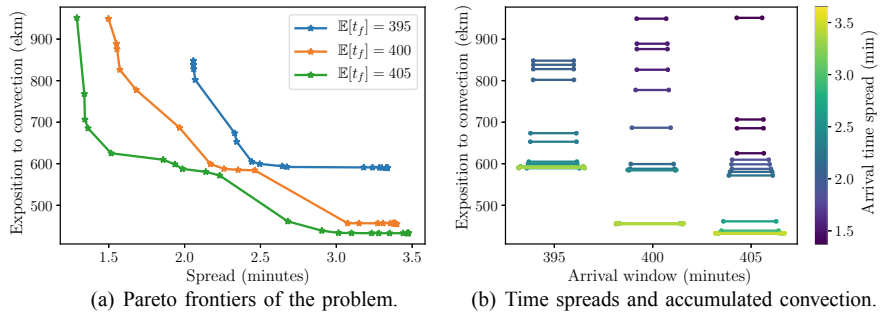 Exposition to convection (ekm)
900
800
700
600
500
1.5
2.0
2.5
3.0
3.5
Spread (minutes)
𝔼[t_f] = 395
𝔼[t_f] = 400
𝔼[t_f] = 405
(a) Pareto frontiers of the problem.
Exposition to convection (ekm)
900
800
700
600
500
395
400
405
Arrival window (minutes)
3.5
3.0
2.5
2.0
1.5
Arrival time spread (min)
(b) Time spreads and accumulated convection.